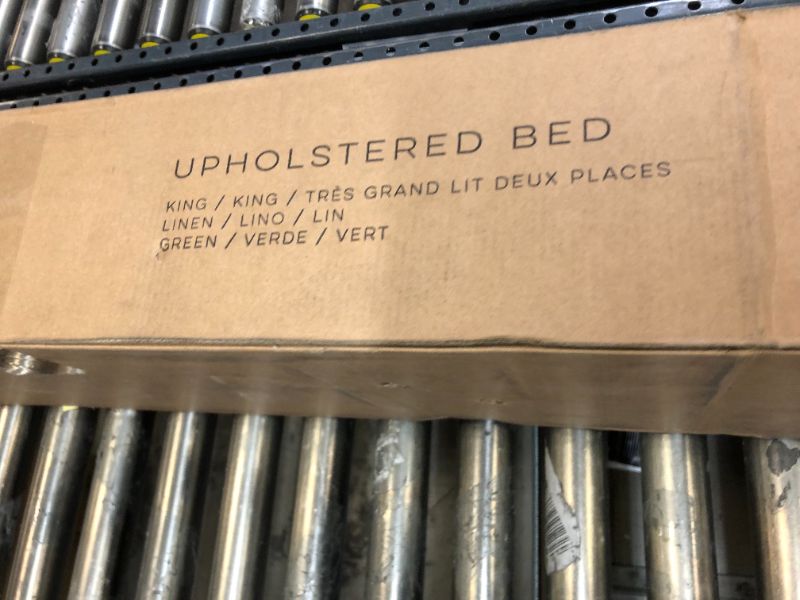 UPHOLSTERED BED
KING / KING / TRÈS GRAND LIT DEUX PLACES
LINEN / LINO / LIN
GREEN / VERDE / VERT